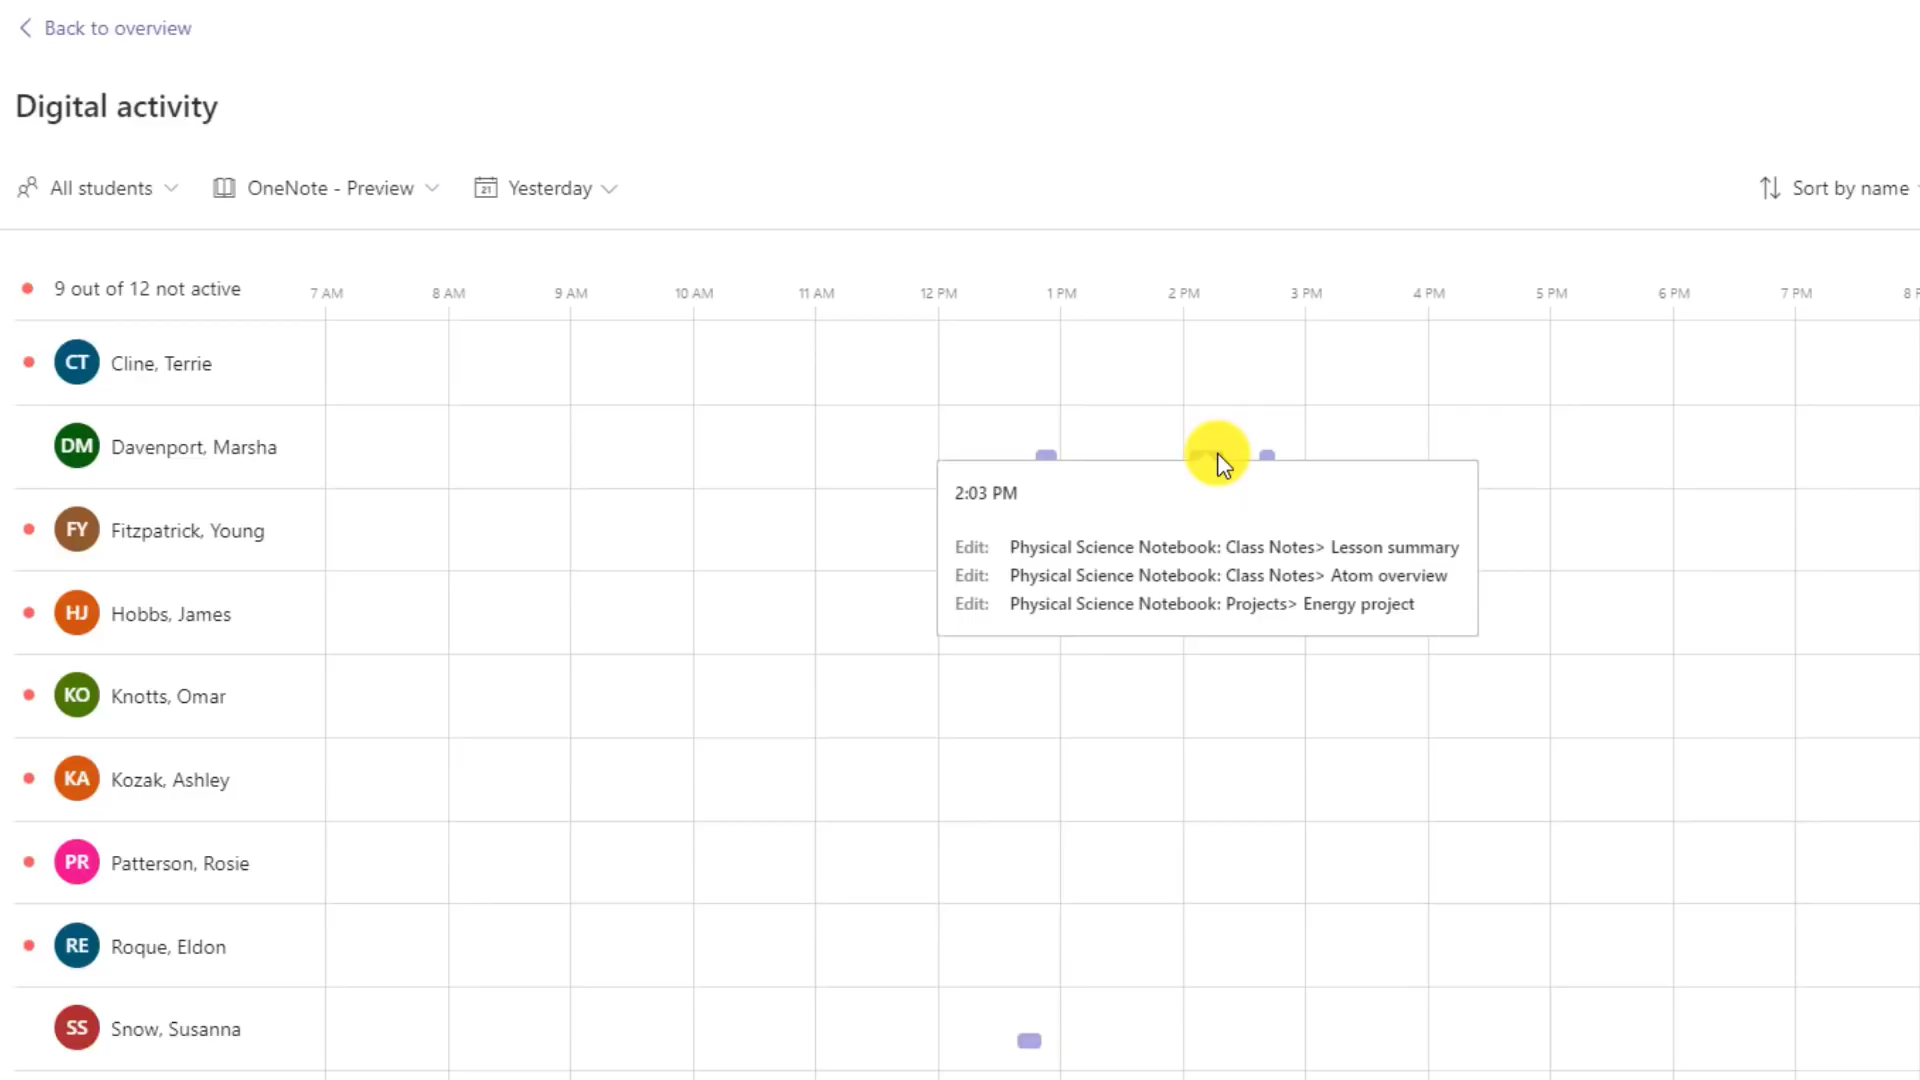 Back to overview
Digital activity
All students
OneNote - Preview
21
Yesterday
Sort by name
9 out of 12 not active
7 AM
8 AM
9 AM
10 AM
11 AM
12 PM
1 PM
2 PM
3 PM
4 PM
5 PM
6 PM
7 PM
8 P
CT Cline, Terrie
DM Davenport, Marsha
2:03 PM
Edit: Physical Science Notebook: Class Notes> Lesson summary
Edit: Physical Science Notebook: Class Notes> Atom overview
Edit: Physical Science Notebook: Projects> Energy project
FY Fitzpatrick, Young
HJ Hobbs, James
KO Knotts, Omar
KA Kozak, Ashley
PR Patterson, Rosie
RE Roque, Eldon
SS Snow, Susanna